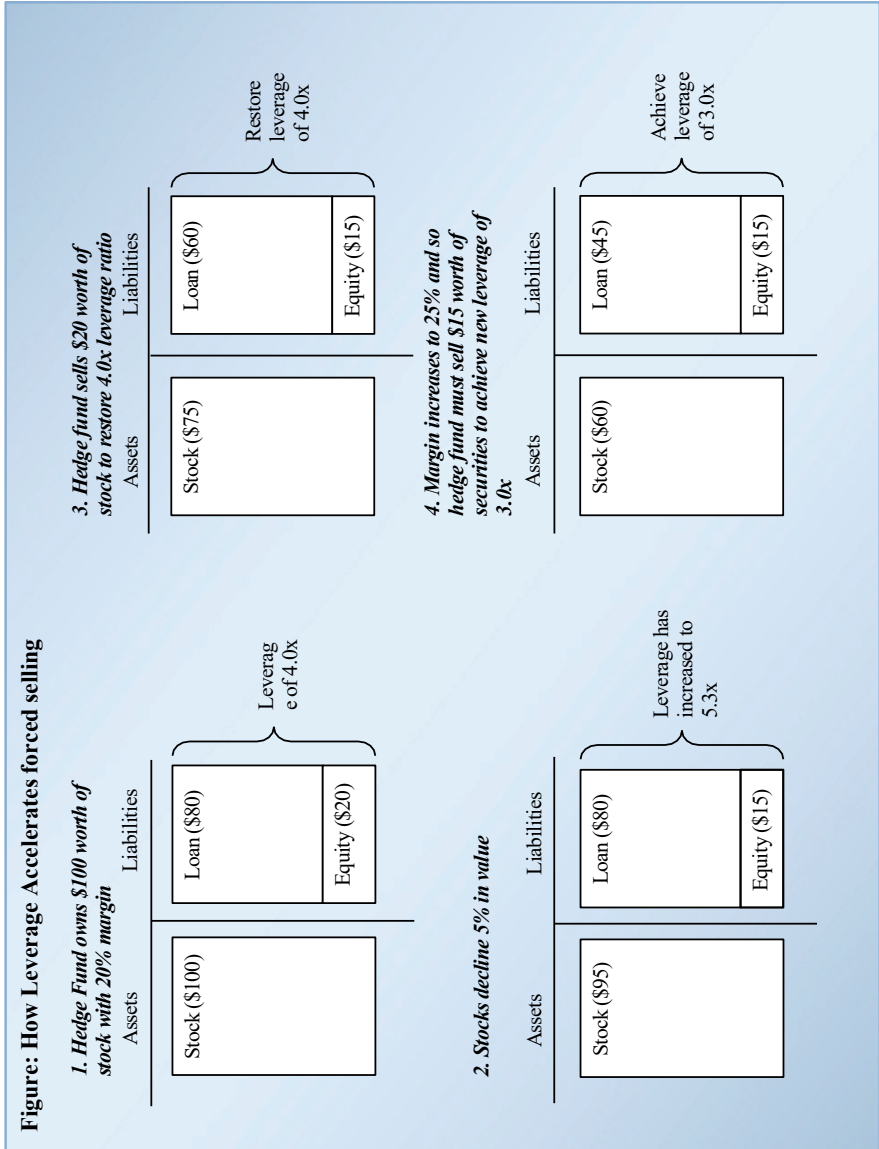 Figure: How Leverage Accelerates forced selling
1. Hedge Fund owns $100 worth of
stock with 20% margin
Assets
Liabilities
Stock ($100)
Loan ($80)
Equity ($20)
Leverag
e of 4.0x
2. Stocks decline 5% in value
Assets
Liabilities
Stock ($95)
Loan ($80)
Equity ($15)
Leverage has
increased to
5.3x
3. Hedge fund sells $20 worth of
stock to restore 4.0x leverage ratio
Assets
Liabilities
Stock ($75)
Loan ($60)
Equity ($15)
Restore
leverage
of 4.0x
4. Margin increases to 25% and so
hedge fund must sell $15 worth of
securities to achieve new leverage of
3.0x
Assets
Liabilities
Stock ($60)
Loan ($45)
Equity ($15)
Achieve
leverage
of 3.0x